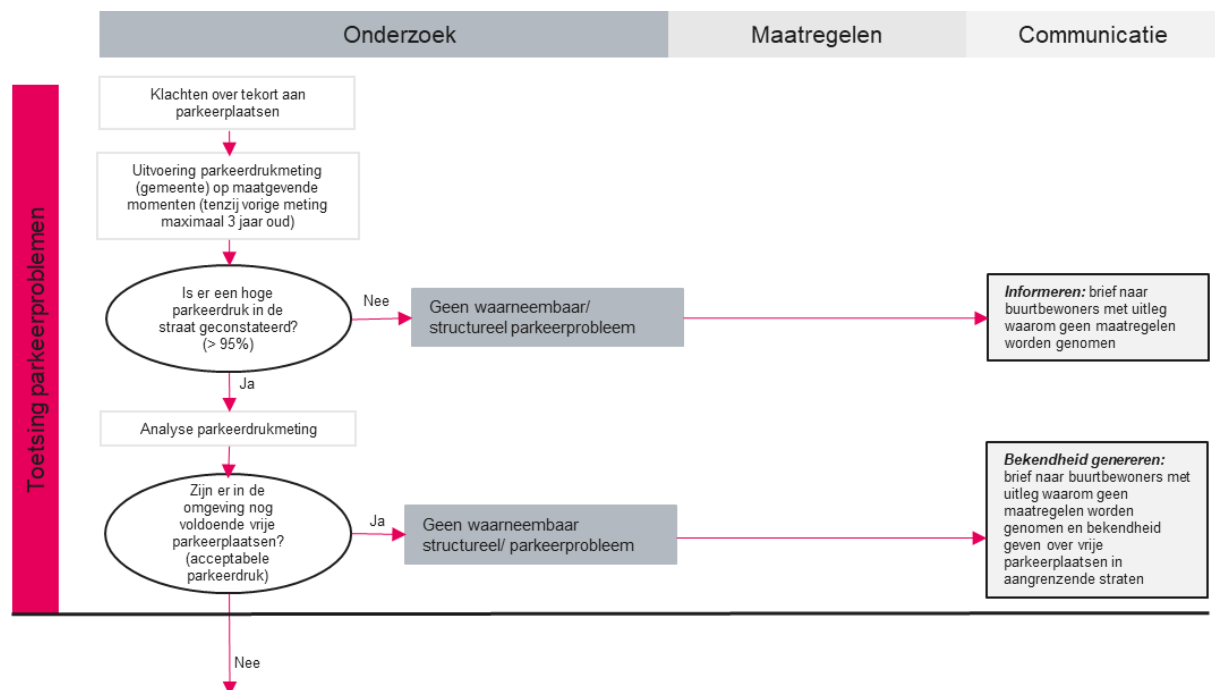 Onderzoek
Maatregelen
Communicatie
Toetsing parkeerproblemen
Klachten over tekort aan
parkeerplaatsen
Uitvoering parkeerdrukmeting
(gemeente) op maatgevende
momenten (tenzij vorige meting
maximaal 3 jaar oud)
Is er een hoge
parkeerdruk in de
straat geconstateerd?
(> 95%)
Nee
Geen waarneembaar/
structureel parkeerprobleem
Informeren: brief naar
buurtbewoners met uitleg
waarom geen maatregelen
worden genomen
Ja
Analyse parkeerdrukmeting
Zijn er in de
omgeving nog
voldoende vrije
parkeerplaatsen?
(acceptabele
parkeerdruk)
Ja
Geen waarneembaar
structureel/ parkeerprobleem
Bekendheid genereren:
brief naar buurtbewoners met
uitleg waarom geen
maatregelen worden
genomen en bekendheid
geven over vrije
parkeerplaatsen in
aangrenzende straten
Nee